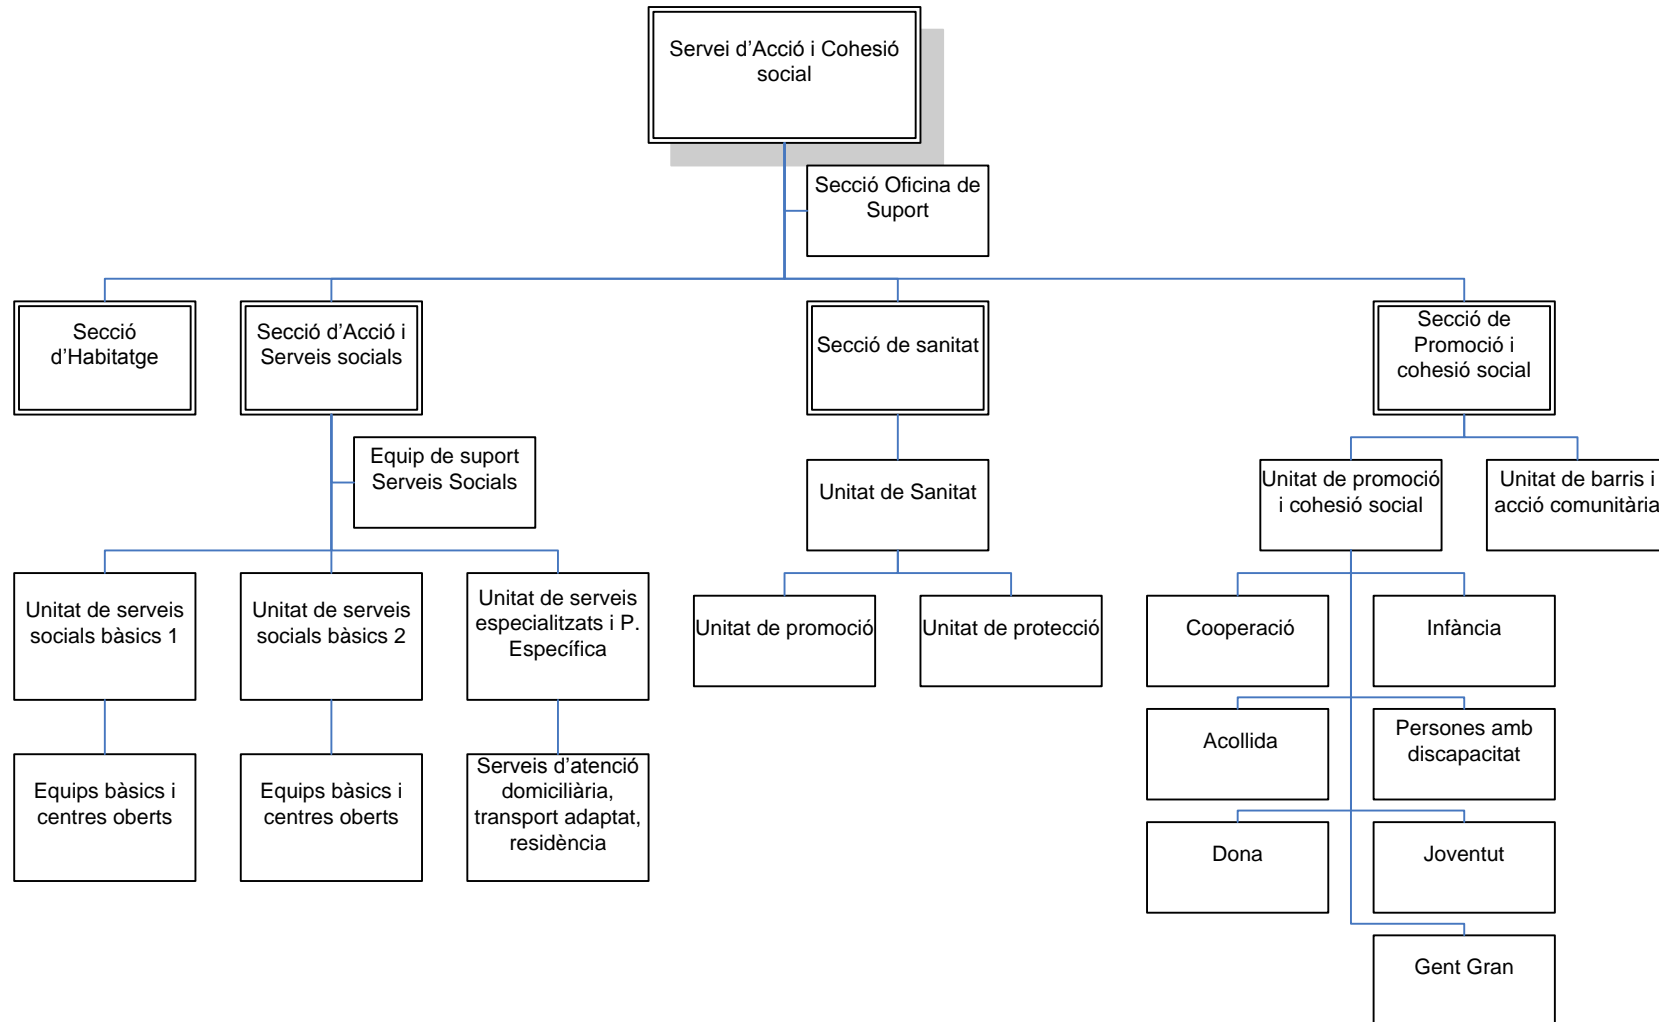 Servei d’Acció i Cohesió
social
Secció Oficina de
Suport
Secció
d’Habitatge
Secció d’Acció i
Serveis socials
Secció de sanitat
Secció de
Promoció i
cohesió social
Equip de suport
Serveis Socials
Unitat de Sanitat
Unitat de promoció
i cohesió social
Unitat de barris i
acció comunitària
Unitat de serveis
socials bàsics 1
Unitat de serveis
socials bàsics 2
Unitat de serveis
especialitzats i P.
Específica
Unitat de promoció
Unitat de protecció
Cooperació
Infància
Acollida
Persones amb
discapacitat
Equips bàsics i
centres oberts
Equips bàsics i
centres oberts
Serveis d’atenció
domiciliària,
transport adaptat,
residència
Dona
Joventut
Gent Gran